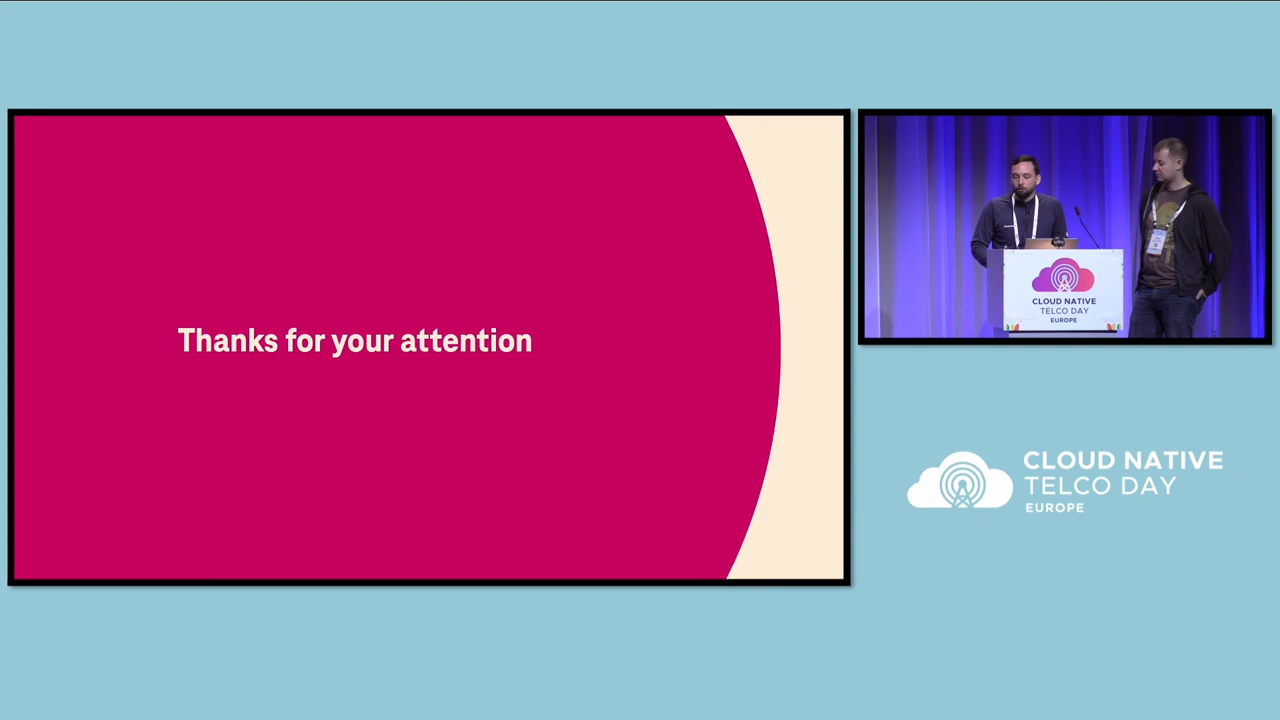 Thanks for your attention
CLOUD NATIVE
TELCO DAY
EUROPE
CLOUD NATIVE
TELCO DAY
EUROPE